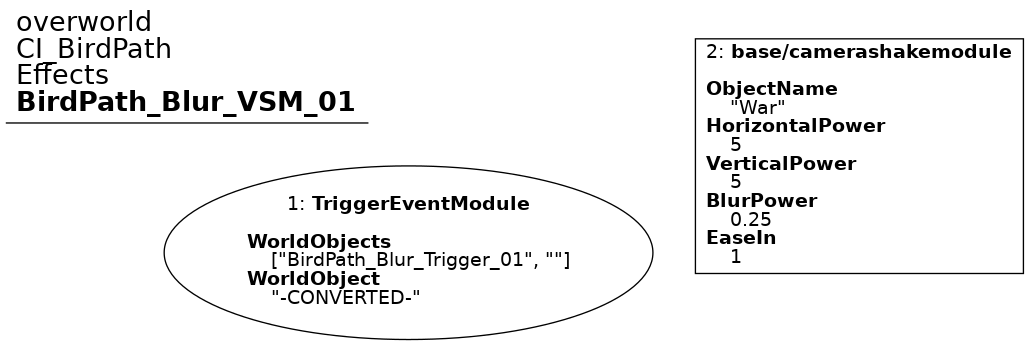 overworld
CI_BirdPath
Effects
BirdPath_Blur_VSM_01
1: TriggerEventModule
WorldObjects
["BirdPath_Blur_Trigger_01", ""]
WorldObject
"-CONVERTED-"
2: base/camerashakemodule
ObjectName
"War"
HorizontalPower
5
VerticalPower
5
BlurPower
0.25
EaseIn
1